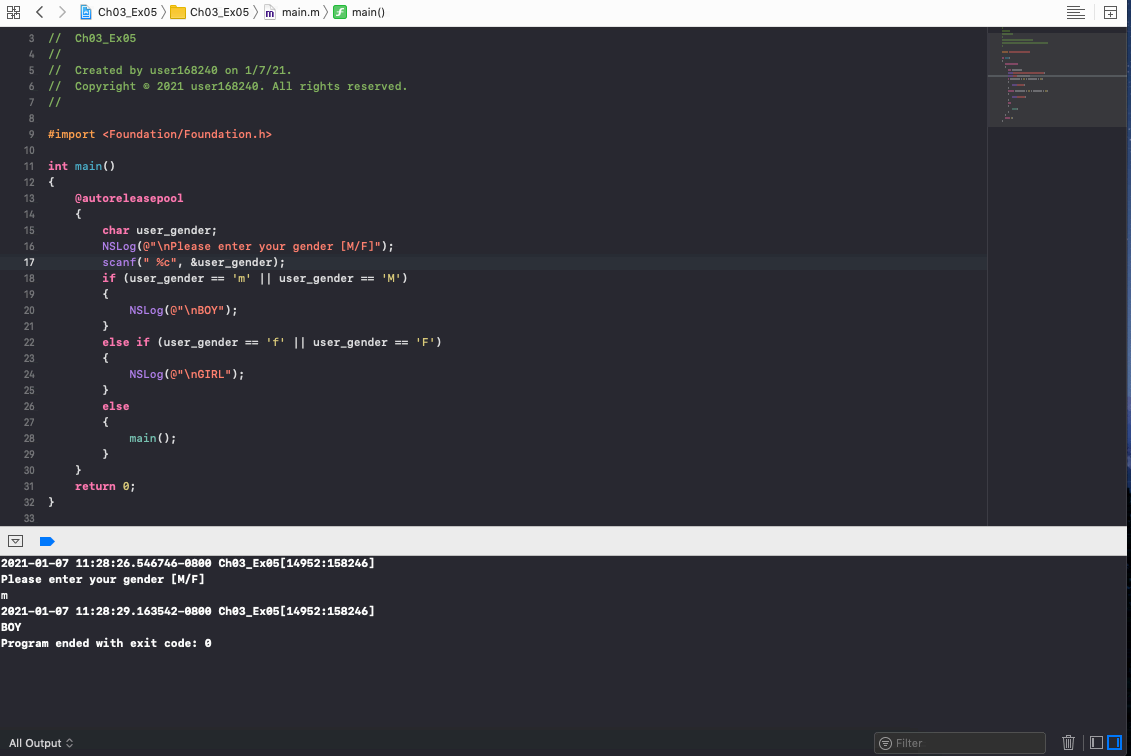 Ch03_Ex05 Ch03_Ex05 m main.m f main()
3 // Ch03_Ex05
4 //
5 // Created by user168240 on 1/7/21.
6 // Copyright © 2021 user168240. All rights reserved.
7 //
8
9 #import <Foundation/Foundation.h>
10
11 int main()
12 {
13 @autoreleasepool
14 {
15 char user_gender;
16 NSLog(@"\nPlease enter your gender [M/F]");
17 scanf(" %c", &user_gender);
18 if (user_gender == 'm' || user_gender == 'M')
19 {
20 NSLog(@"\nBOY");
21 }
22 else if (user_gender == 'f' || user_gender == 'F')
23 {
24 NSLog(@"\nGIRL");
25 }
26 else
27 {
28 main();
29 }
30 }
31 return 0;
32 }
33
2021-01-07 11:28:26.546746-0800 Ch03_Ex05[14952:158246]
Please enter your gender [M/F]
m
2021-01-07 11:28:29.163542-0800 Ch03_Ex05[14952:158246]
BOY
Program ended with exit code: 0
All Output Filter